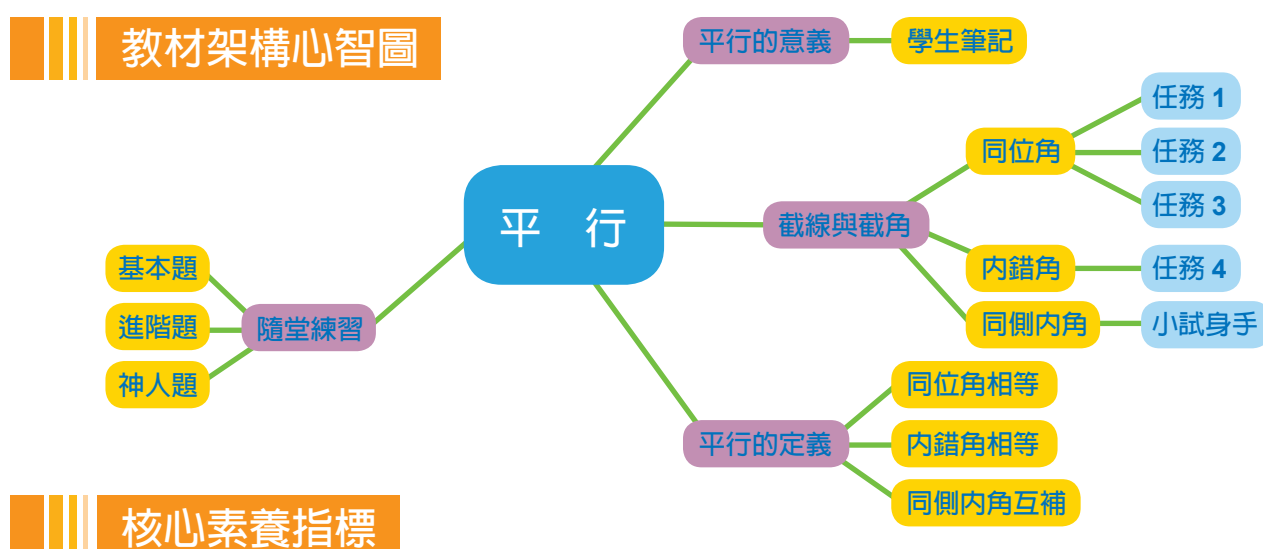 教材架構心智圖
平行的意義
學生筆記
任務 1
同位角
任務 2
任務 3
平 行
截線與截角
基本題
內錯角
任務 4
進階題
隨堂練習
同側內角
小試身手
神人題
同位角相等
平行的定義
內錯角相等
同側內角互補
核心素養指標